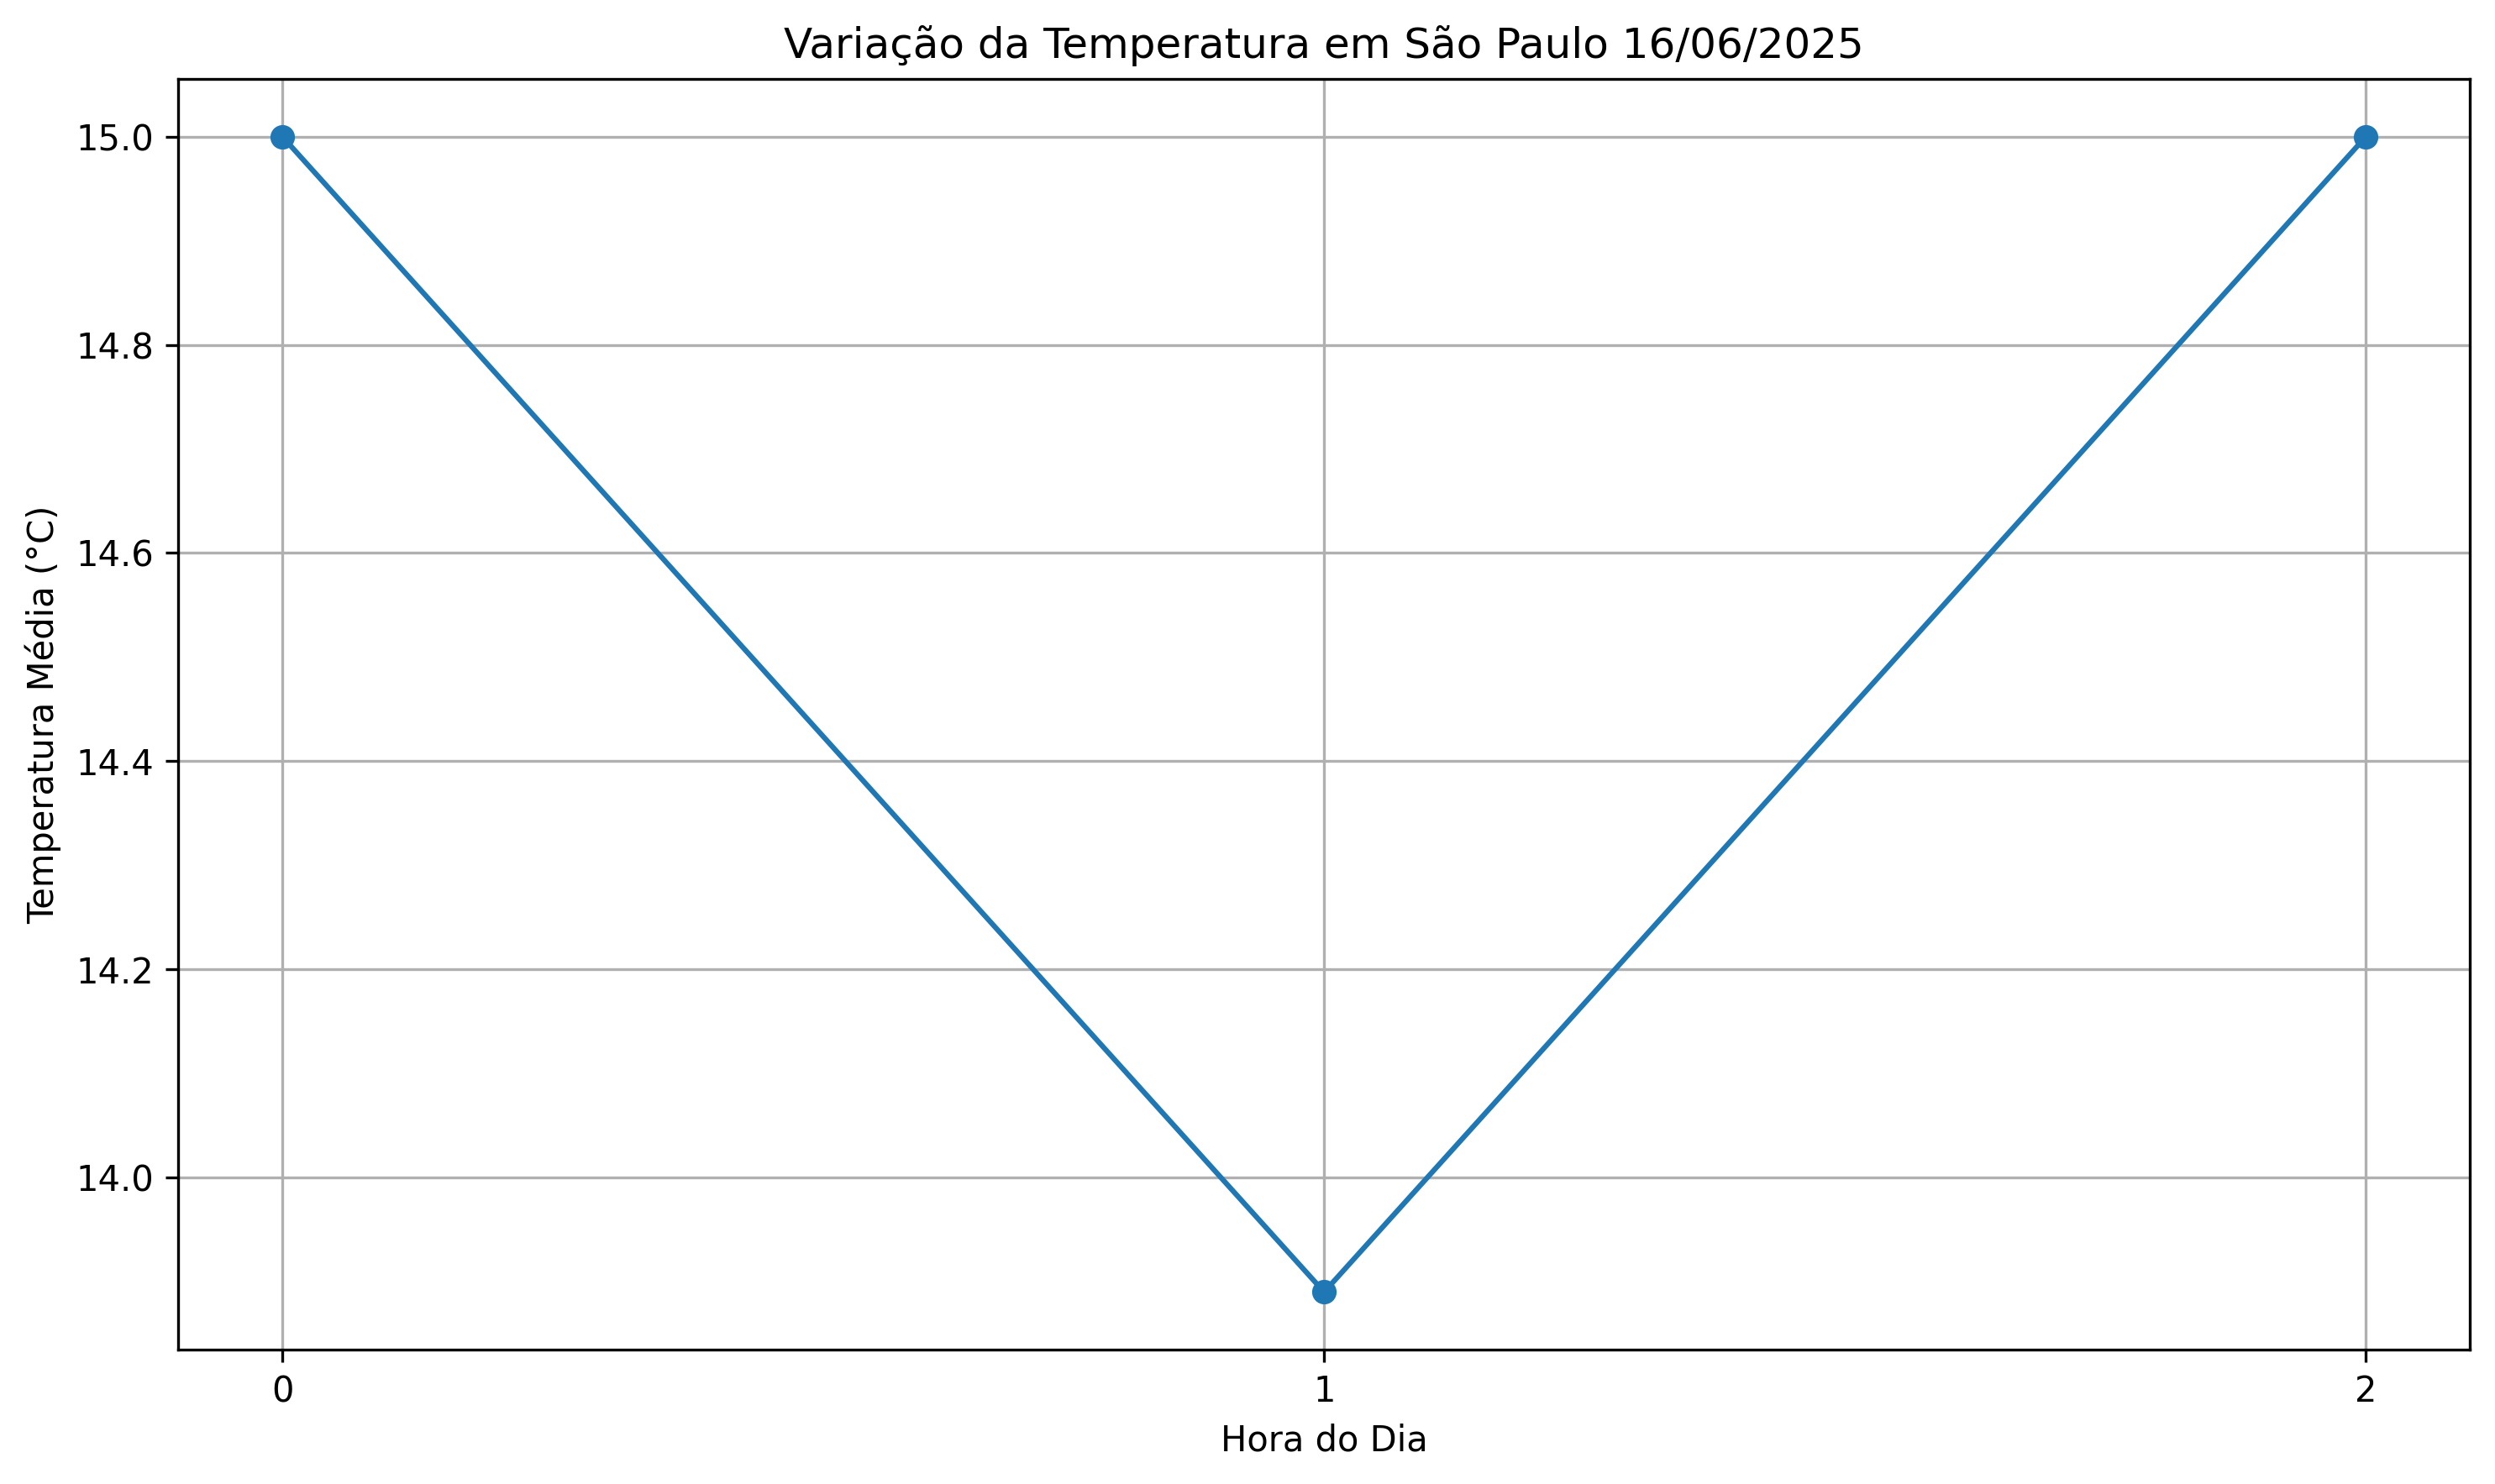 Variação da Temperatura em São Paulo 16/06/2025
15.0
14.8
14.6
14.4
14.2
14.0
Temperatura Média (°C)
0 1 2
Hora do Dia